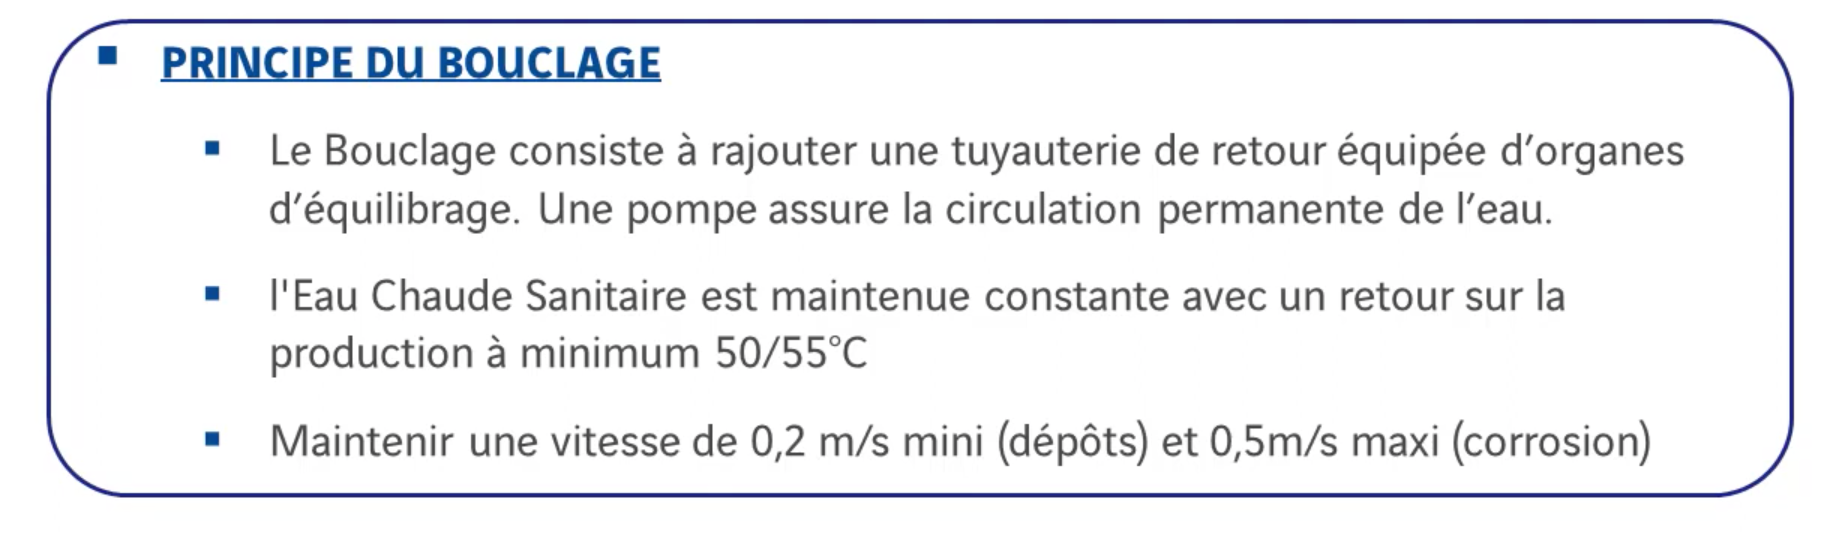 PRINCIPE DU BOUCLAGE
Le Bouclage consiste à rajouter une tuyauterie de retour équipée d’organes
d’équilibrage. Une pompe assure la circulation permanente de l’eau.
l'Eau Chaude Sanitaire est maintenue constante avec un retour sur la
production à minimum 50/55°C
Maintenir une vitesse de 0,2 m/s mini (dépôts) et 0,5m/s maxi (corrosion)